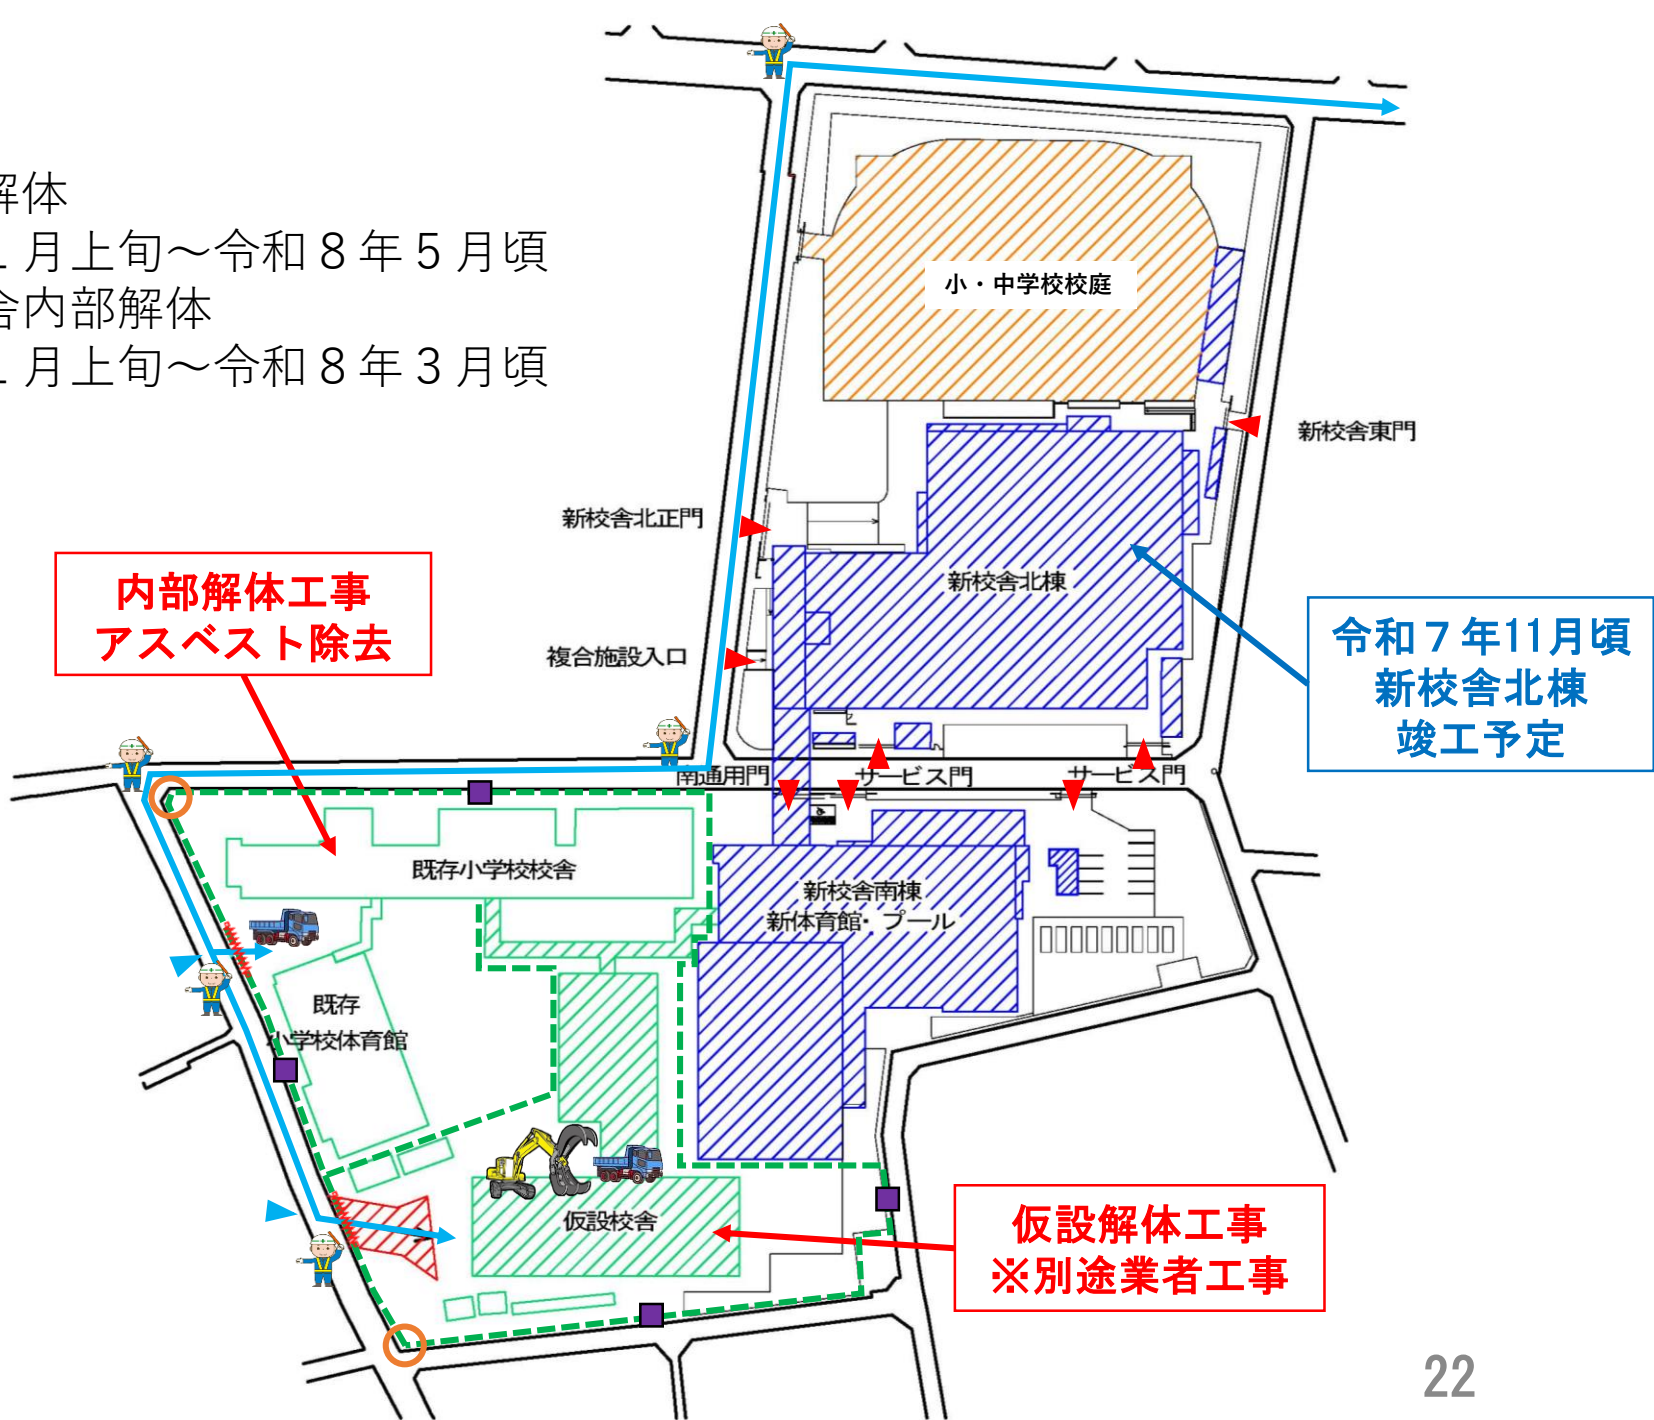 解体
月上旬～令和８年５月頃
舎内部解体
月上旬～令和８年３月頃
小・中学校校庭
新校舎東門
新校舎北正門
新校舎北棟
内部解体工事
アスベスト除去
複合施設入口
令和７年11月頃
新校舎北棟
竣工予定
南通用門
サービス門
サービス門
既存小学校校舎
新校舎南棟
新体育館・プール
既存
小学校体育館
仮設校舎
仮設解体工事
※別途業者工事
22